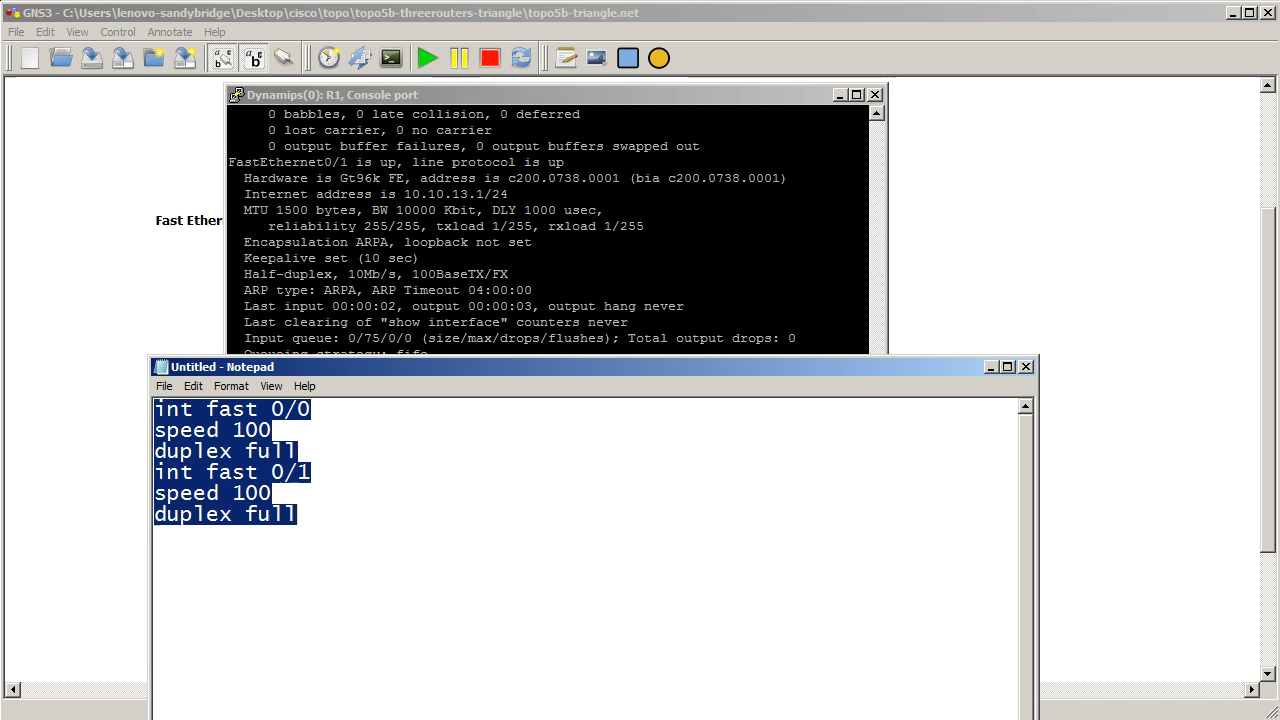 GNS3 - C:\Users\lenovo-sandybridge\Desktop\cisco\topo\topo5b-threerouters-triangle\topo5b-triangle.net
File Edit View Control Annotate Help
Dynamips(0): R1, Console port
0 babbles, 0 late collision, 0 deferred
0 lost carrier, 0 no carrier
0 output buffer failures, 0 output buffers swapped out
FastEthernet0/1 is up, line protocol is up
Hardware is Gt96k FE, address is c200.0738.0001 (bia c200.0738.0001)
Internet address is 10.10.13.1/24
MTU 1500 bytes, BW 10000 Kbit, DLY 1000 usec,
reliability 255/255, txload 1/255, rxload 1/255
Encapsulation ARPA, loopback not set
Keepalive set (10 sec)
Half-duplex, 10Mb/s, 100BaseTX/FX
ARP type: ARPA, ARP Timeout 04:00:00
Last input 00:00:02, output 00:00:03, output hang never
Last clearing of "show interface" counters never
Input queue: 0/75/0/0 (size/max/drops/flushes); Total output drops: 0
Queueing strategy: fifo
Fast Ether
Untitled - Notepad
File Edit Format View Help
int fast 0/0
speed 100
duplex full
int fast 0/1
speed 100
duplex full